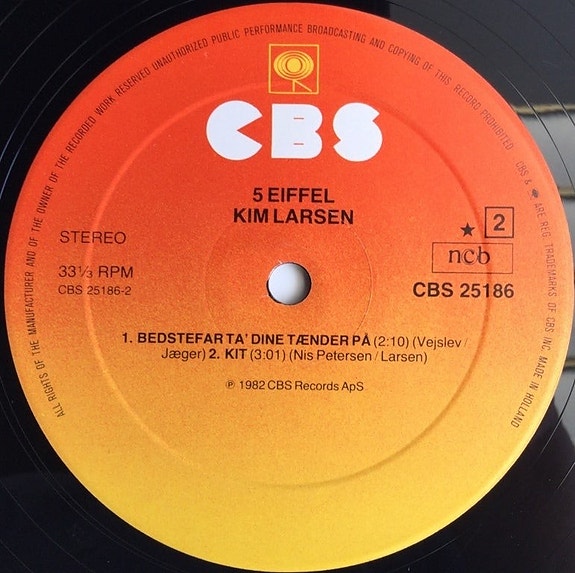 ALL RIGHTS OF THE MANUFACTURER AND OF THE OWNER OF THE RECORDED WORK RESERVED UNAUTHORIZED PUBLIC PERFORMANCE BROADCASTING AND COPYING OF THIS RECORD PROHIBITED
CBS & ARE REG. TRADEMARKS OF CBS INC. MADE IN HOLLAND
CBS
5 EIFFEL
KIM LARSEN
STEREO
2
33⅓ RPM
ncb
CBS 25186-2
CBS 25186
1. BEDSTEFAR TA' DINE TÆNDER PÅ (2:10) (Vejslev/
Jæger) 2. KIT (3:01) (Nis Petersen/Larsen)
℗ 1982 CBS Records ApS